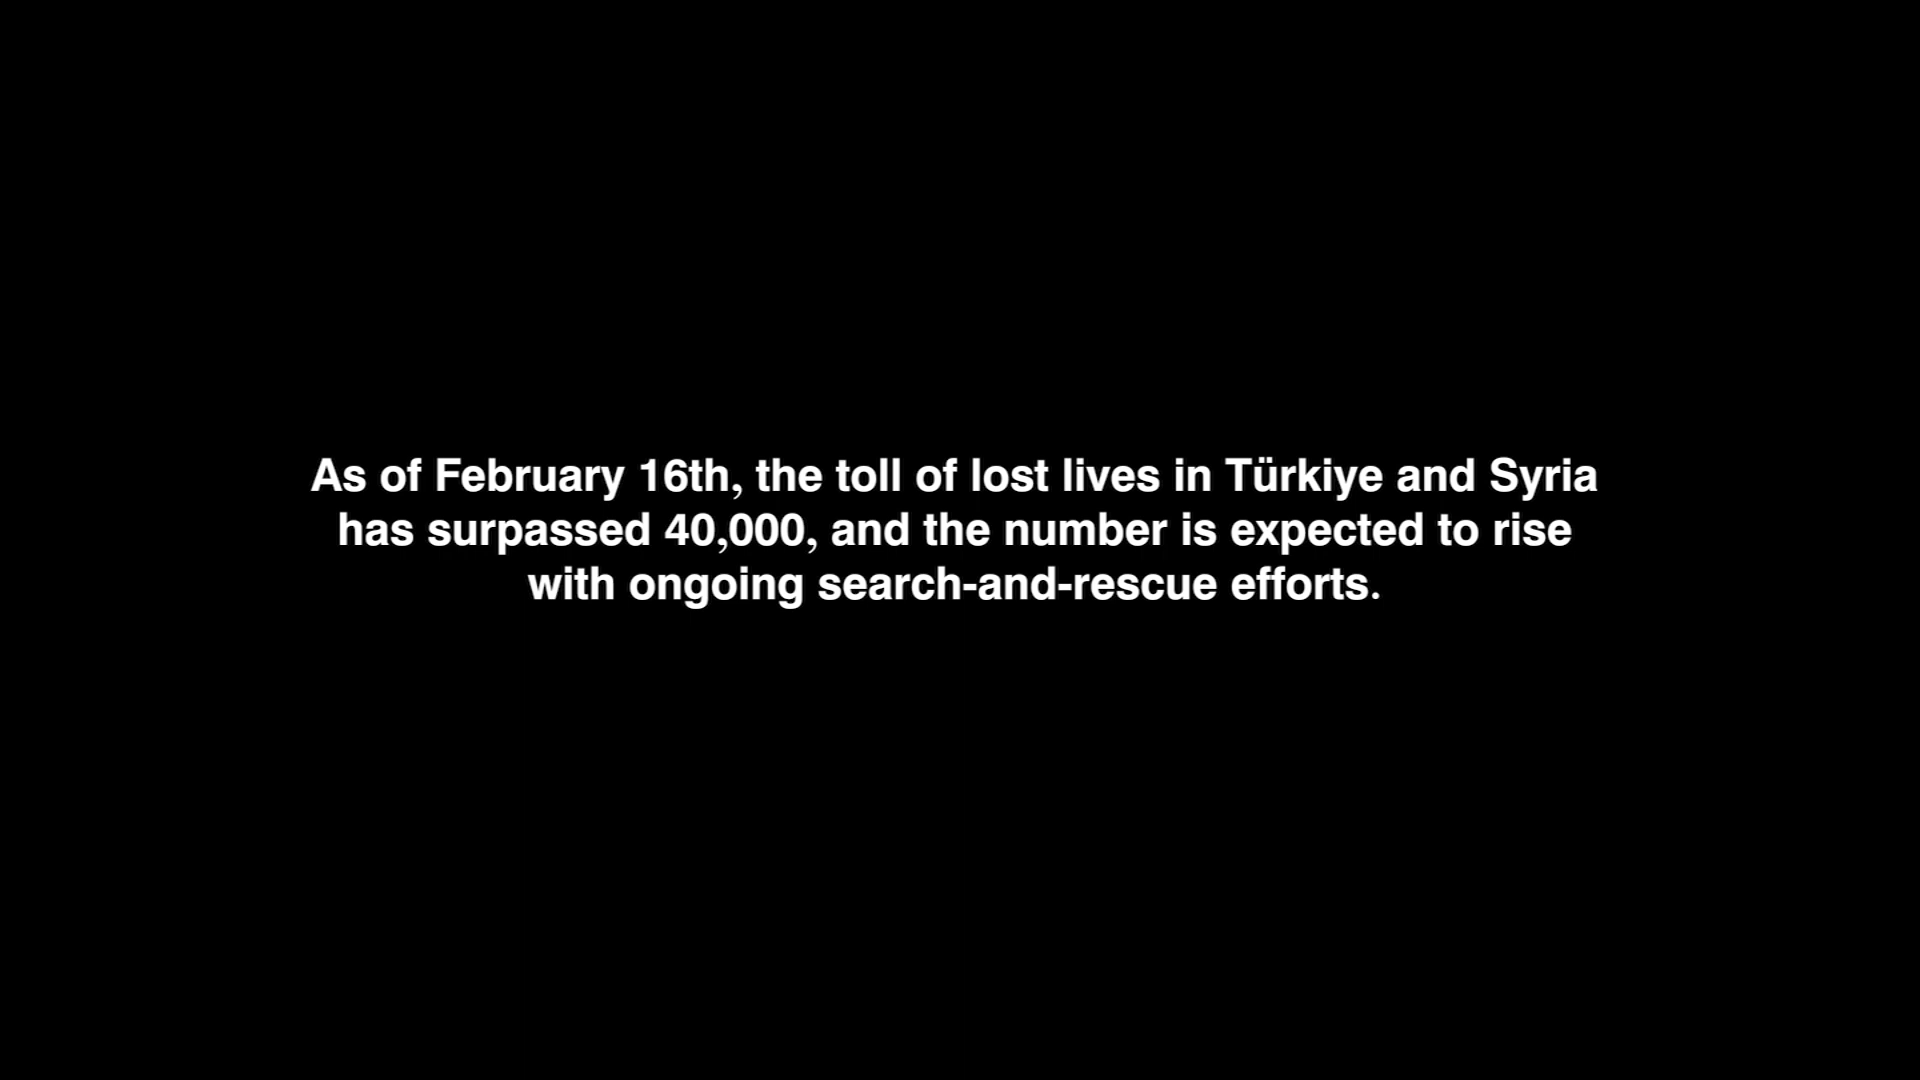 As of February 16th, the toll of lost lives in Türkiye and Syria
has surpassed 40,000, and the number is expected to rise
with ongoing search-and-rescue efforts.